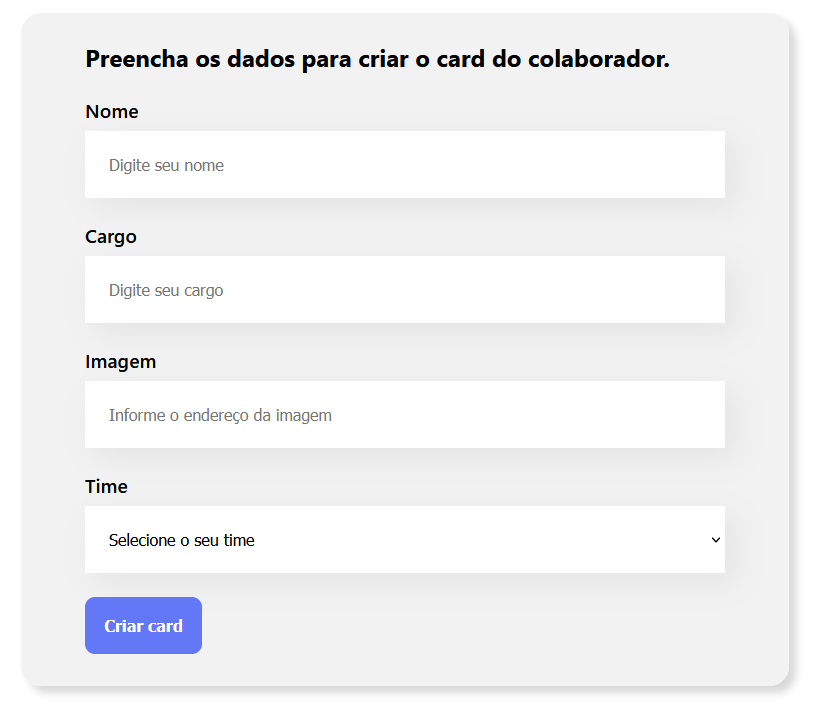 Preencha os dados para criar o card do colaborador.
Nome
Digite seu nome
Cargo
Digite seu cargo
Imagem
Informe o endereço da imagem
Time
Selecione o seu time
Criar card